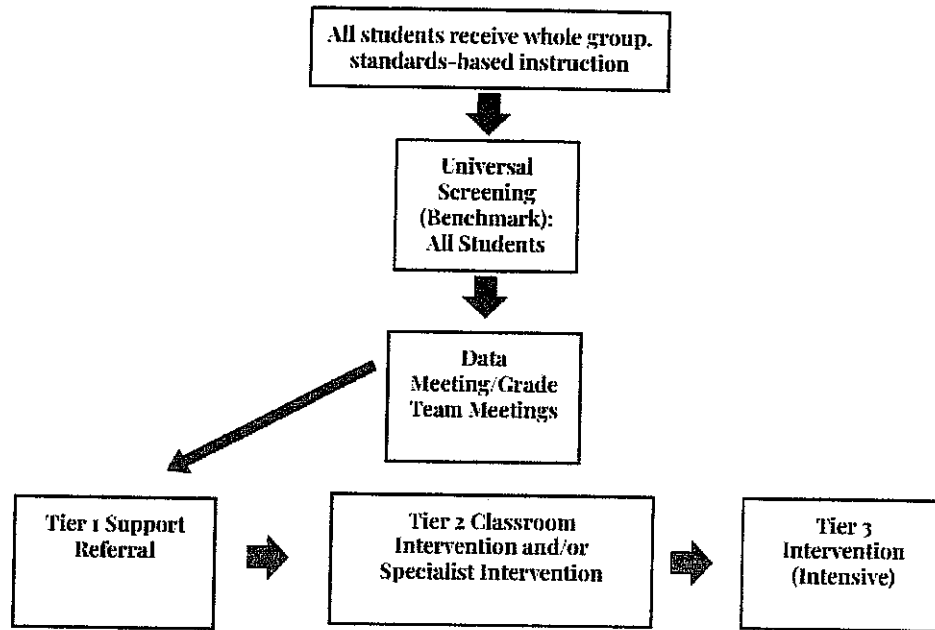 All students receive whole group.
standards-based instruction
Universal
Screening
(Benchmark):
All Students
Data
Meeting/Grade
Team Meetings
Tier 1 Support
Referral
Tier 2 Classroom
Intervention and/or
Specialist Intervention
Tier 3
Intervention
(Intensive)